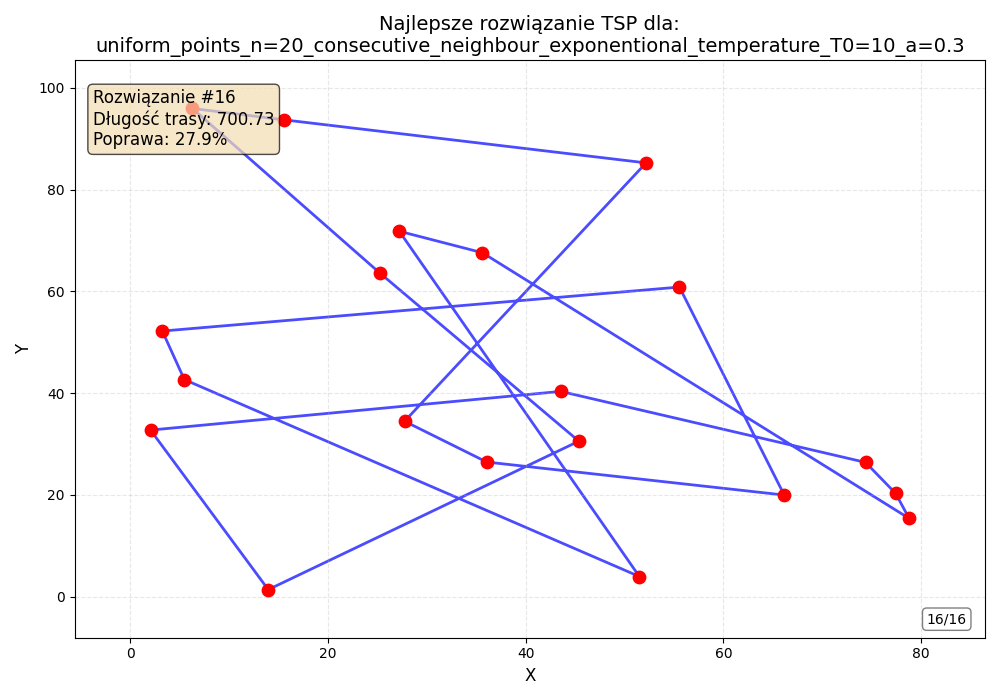 Najlepsze rozwiązanie TSP dla:
uniform_points_n=20_consecutive_neighbour_exponentional_temperature_T0=10_a=0.3
Rozwiązanie #16
Długość trasy: 700.73
Poprawa: 27.9%
100
80
60
40
20
0
Y
16/16
0 20 40 60 80
X